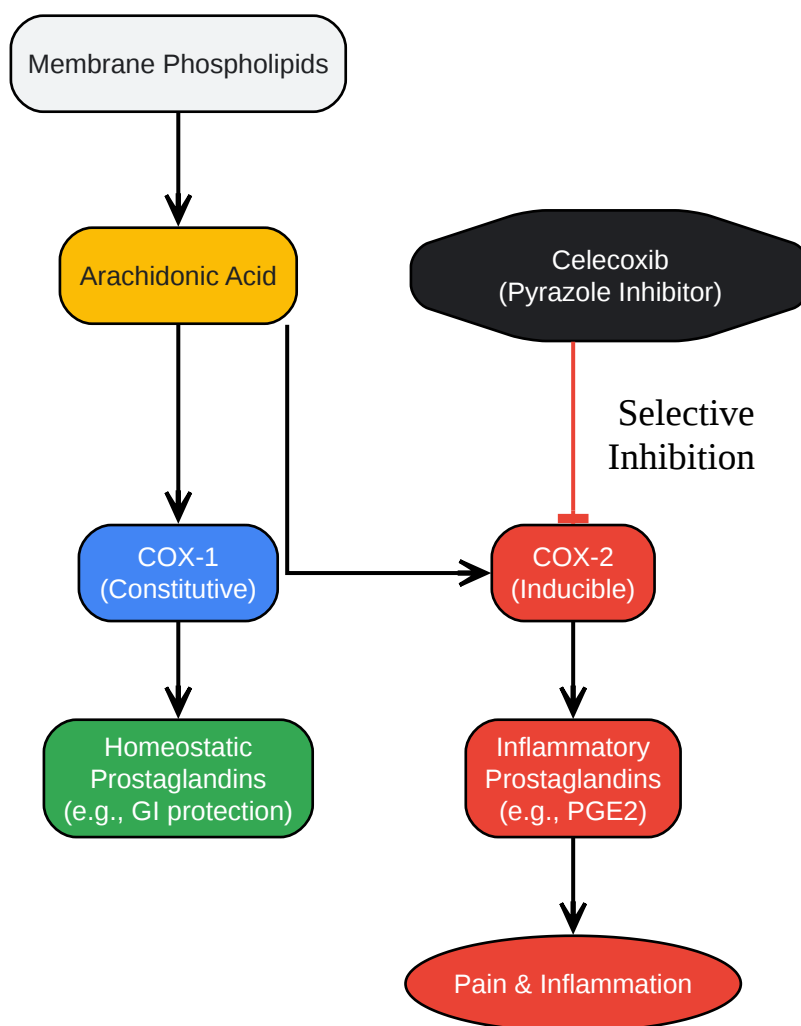 Membrane Phospholipids
Arachidonic Acid
Celecoxib
(Pyrazole Inhibitor)
Selective
Inhibition
COX-1
(Constitutive)
COX-2
(Inducible)
Homeostatic
Prostaglandins
(e.g., GI protection)
Inflammatory
Prostaglandins
(e.g., PGE2)
Pain & Inflammation